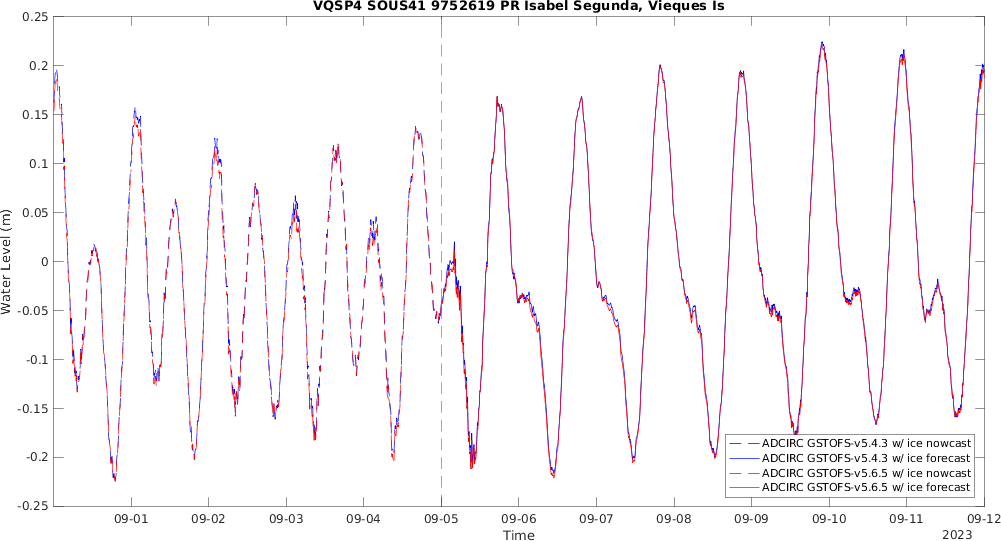 VQSP4 SOUS41 9752619 PR Isabel Segunda, Vieques Is
0.25
0.2
0.15
0.1
0.05
0
-0.05
-0.1
-0.15
-0.2
-0.25
Water Level (m)
ADCIRC GSTOFS-v5.4.3 w/ ice nowcast
ADCIRC GSTOFS-v5.4.3 w/ ice forecast
ADCIRC GSTOFS-v5.6.5 w/ ice nowcast
ADCIRC GSTOFS-v5.6.5 w/ ice forecast
09-01 09-02 09-03 09-04 09-05 09-06 09-07 09-08 09-09 09-10 09-11 09-12
Time
2023